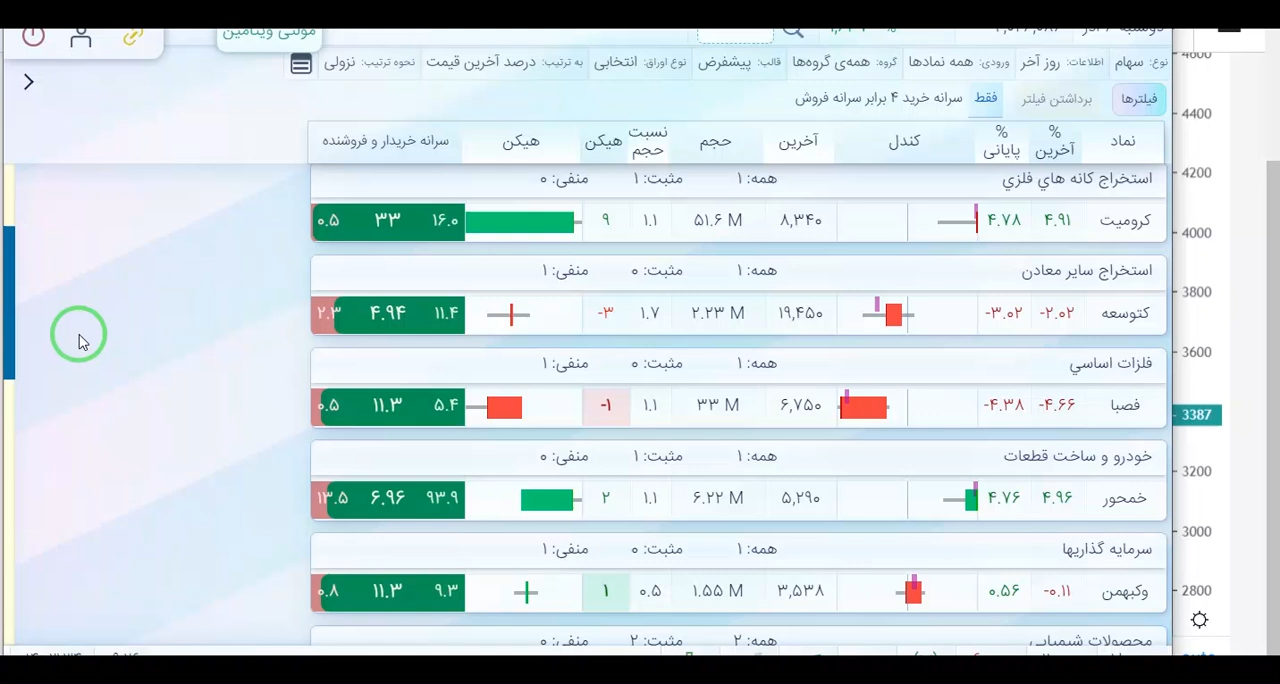 مولتی ویتامین
نوع: سهام اطلاعات: روز آخر ورودی: همه نمادها گروه: همه‌ی گروه‌ها قالب: پیشفرض نوع اوراق: انتخابی به ترتیب: درصد آخرین قیمت نحوه ترتیب: نزولی
فیلترها برداشتن فیلتر فقط سرانه خرید ۴ برابر سرانه فروش
نماد % آخرین % پایانی کندل آخرین حجم نسبت حجم هیکن هیکن سرانه خریدار و فروشنده
استخراج کانه هاي فلزي همه: ۱ مثبت: ۱ منفی: ۰
کرومیت ۴.۹۱ ۴.۷۸ ۸,۳۴۰ ۵۱.۶ M ۱.۱ ۹ ۱۶.۰ ۳۳ ۰.۵
استخراج ساير معادن همه: ۱ مثبت: ۰ منفی: ۱
کتوسعه -۲.۰۲ -۳.۰۲ ۱۹,۴۵۰ ۲.۲۳ M ۱.۷ -۳ ۱۱.۴ ۴.۹۴ ۲.۳
فلزات اساسي همه: ۱ مثبت: ۰ منفی: ۱
فصبا -۴.۶۶ -۴.۳۸ ۶,۷۵۰ ۳۳ M ۱.۱ -۱ ۵.۴ ۱۱.۳ ۰.۵
خودرو و ساخت قطعات همه: ۱ مثبت: ۱ منفی: ۰
خمحور ۴.۹۶ ۴.۷۶ ۵,۲۹۰ ۶.۲۲ M ۱.۱ ۲ ۹۳.۹ ۶.۹۶ ۱۳.۵
سرمايه گذاريها همه: ۱ مثبت: ۰ منفی: ۱
وکبهمن -۰.۱۱ ۰.۵۶ ۳,۵۳۸ ۱.۵۵ M ۰.۵ ۱ ۹.۳ ۱۱.۳ ۰.۸
محصولات شيميايي همه: ۲ مثبت: ۲ منفی: ۰
4600
4400
4200
4000
3800
3600
3387
3200
3000
2800